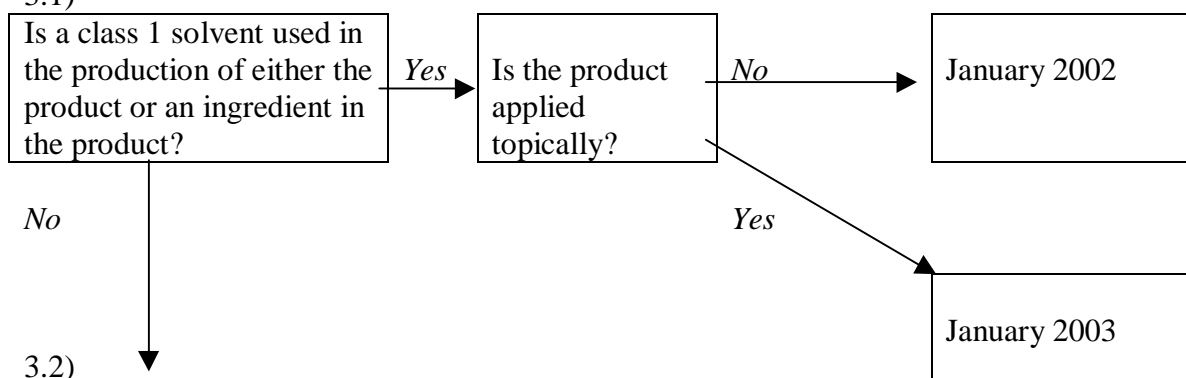 3.1)
Is a class 1 solvent used in
the production of either the
product or an ingredient in
the product?
Yes
Is the product
applied
topically?
No
January 2002
No
Yes
January 2003
3.2)